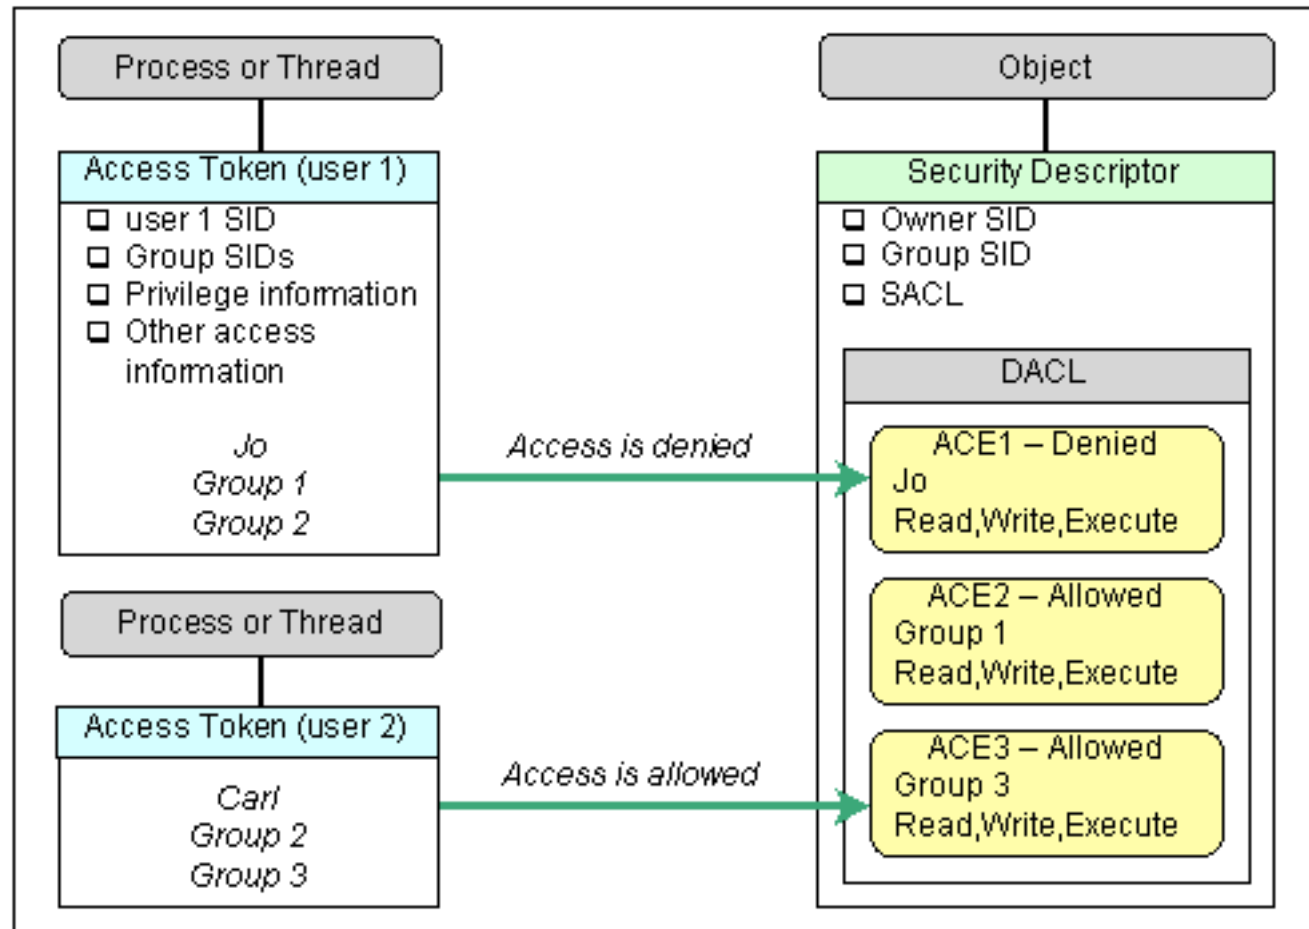 Process or Thread
Access Token (user 1)
❑ user 1 SID
❑ Group SIDs
❑ Privilege information
❑ Other access
information
Jo
Group 1
Group 2
Access is denied
Process or Thread
Access Token (user 2)
Carl
Group 2
Group 3
Access is allowed
Object
Security Descriptor
❑ Owner SID
❑ Group SID
❑ SACL
DACL
ACE1 – Denied
Jo
Read,Write,Execute
ACE2 – Allowed
Group 1
Read,Write,Execute
ACE3 – Allowed
Group 3
Read,Write,Execute